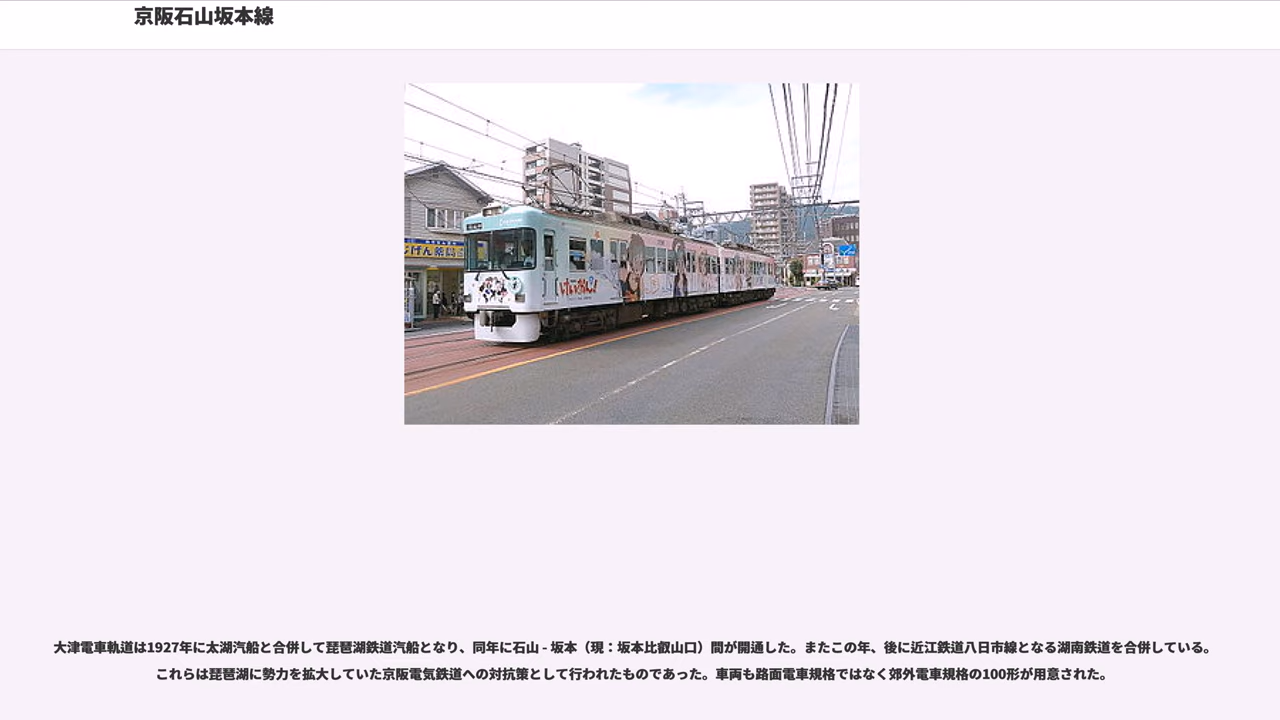 京阪石山坂本線
けいおん!
大津電車軌道は1927年に太湖汽船と合併して琵琶湖鉄道汽船となり、同年に石山 - 坂本（現：坂本比叡山口）間が開通した。またこの年、後に近江鉄道八日市線となる湖南鉄道を合併している。
これらは琵琶湖に勢力を拡大していた京阪電気鉄道への対抗策として行われたものであった。車両も路面電車規格ではなく郊外電車規格の100形が用意された。